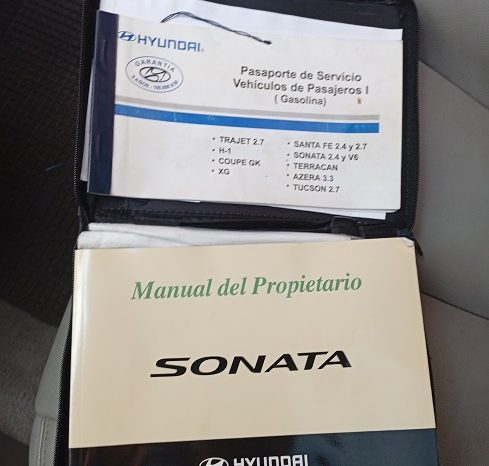 HYUNDAI
GARANTIA
Pasaporte de Servicio
Vehículos de Pasajeros I
( Gasolina)
• TRAJET 2.7
• H-1
• COUPE GK
• XG
• SANTA FE 2.4 y 2.7
• SONATA 2.4 y V6
• TERRACAN
• AZERA 3.3
• TUCSON 2.7
Manual del Propietario
SONATA
HYUNDAI